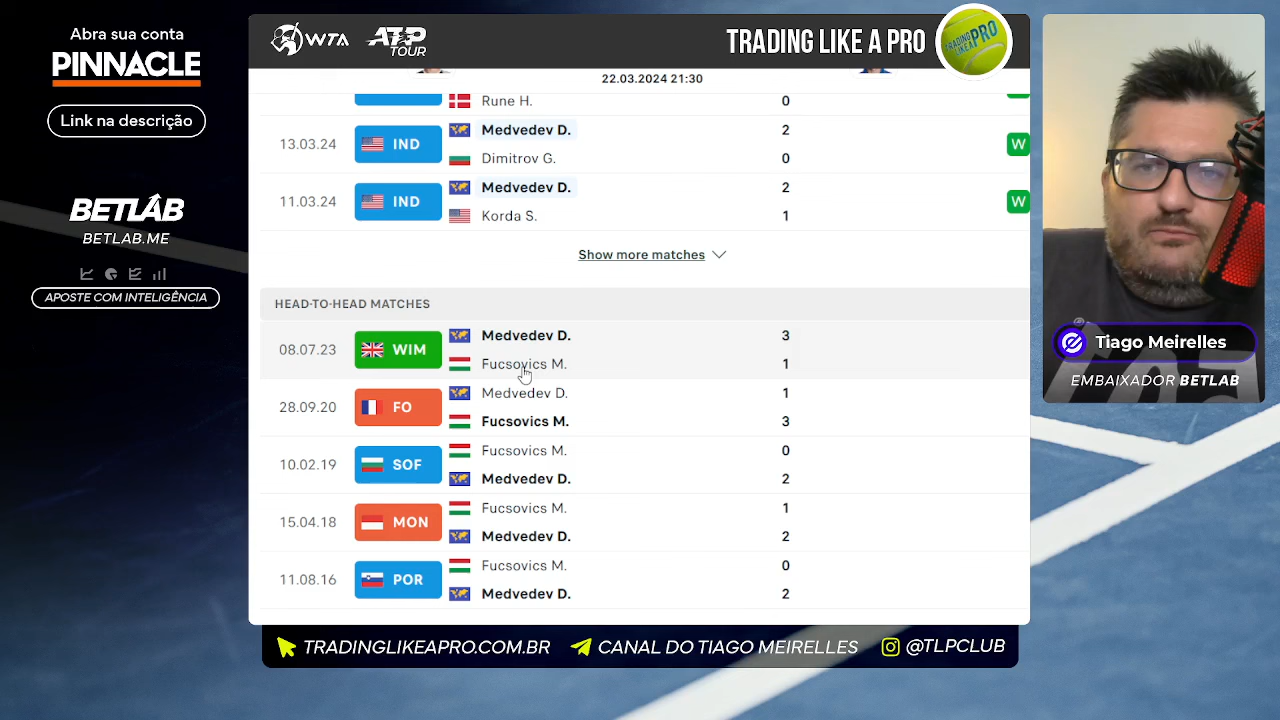 Abra sua conta
PINNACLE
Link na descrição
BETLAB
BETLAB.ME
APOSTE COM INTELIGÊNCIA
WTA
ATP
TOUR
TRADING LIKE A PRO
TRADING
LIKE A PRO
22.03.2024 21:30
Rune H. 0
13.03.24 IND Medvedev D. 2 W
Dimitrov G. 0
11.03.24 IND Medvedev D. 2 W
Korda S. 1
Show more matches
HEAD-TO-HEAD MATCHES
08.07.23 WIM Medvedev D. 3
Fucsovics M. 1
28.09.20 FO Medvedev D. 1
Fucsovics M. 3
10.02.19 SOF Fucsovics M. 0
Medvedev D. 2
15.04.18 MON Fucsovics M. 1
Medvedev D. 2
11.08.16 POR Fucsovics M. 0
Medvedev D. 2
Tiago Meirelles
EMBAIXADOR BETLAB
TRADINGLIKEAPRO.COM.BR
CANAL DO TIAGO MEIRELLES
@TLPCLUB